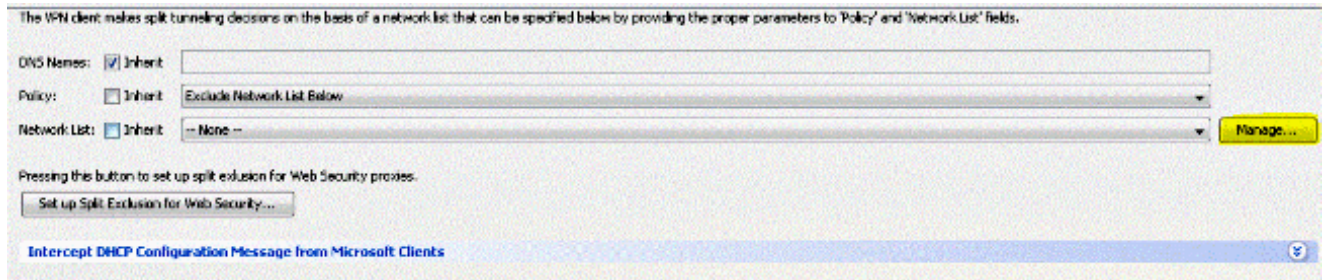 The VPN client makes split tunneling decisions on the basis of a network list that can be specified below by providing the proper parameters to 'Policy' and 'Network List' fields.
DNS Names: Inherit
Policy: Inherit Exclude Network List Below
Network List: Inherit -- None -- Manage...
Pressing this button to set up split exlusion for Web Security proxies.
Set up Split Exclusion for Web Security...
Intercept DHCP Configuration Message from Microsoft Clients